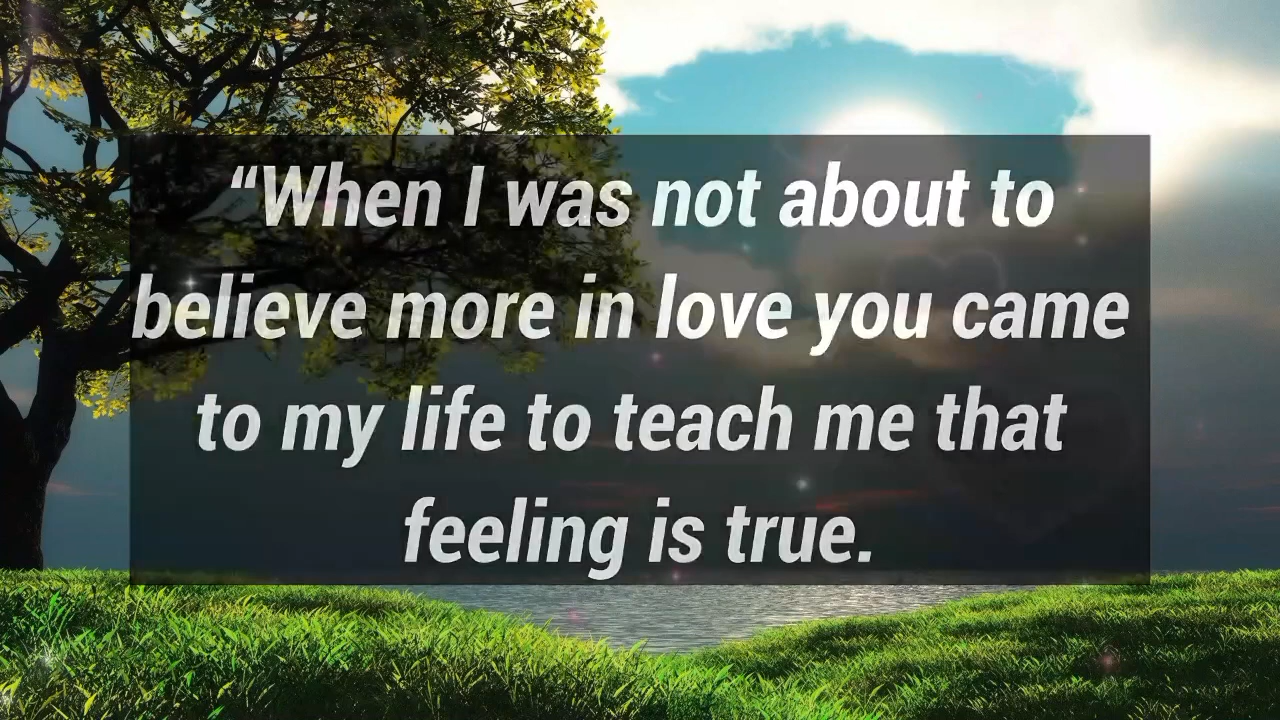 “When I was not about to
believe more in love you came
to my life to teach me that
feeling is true.